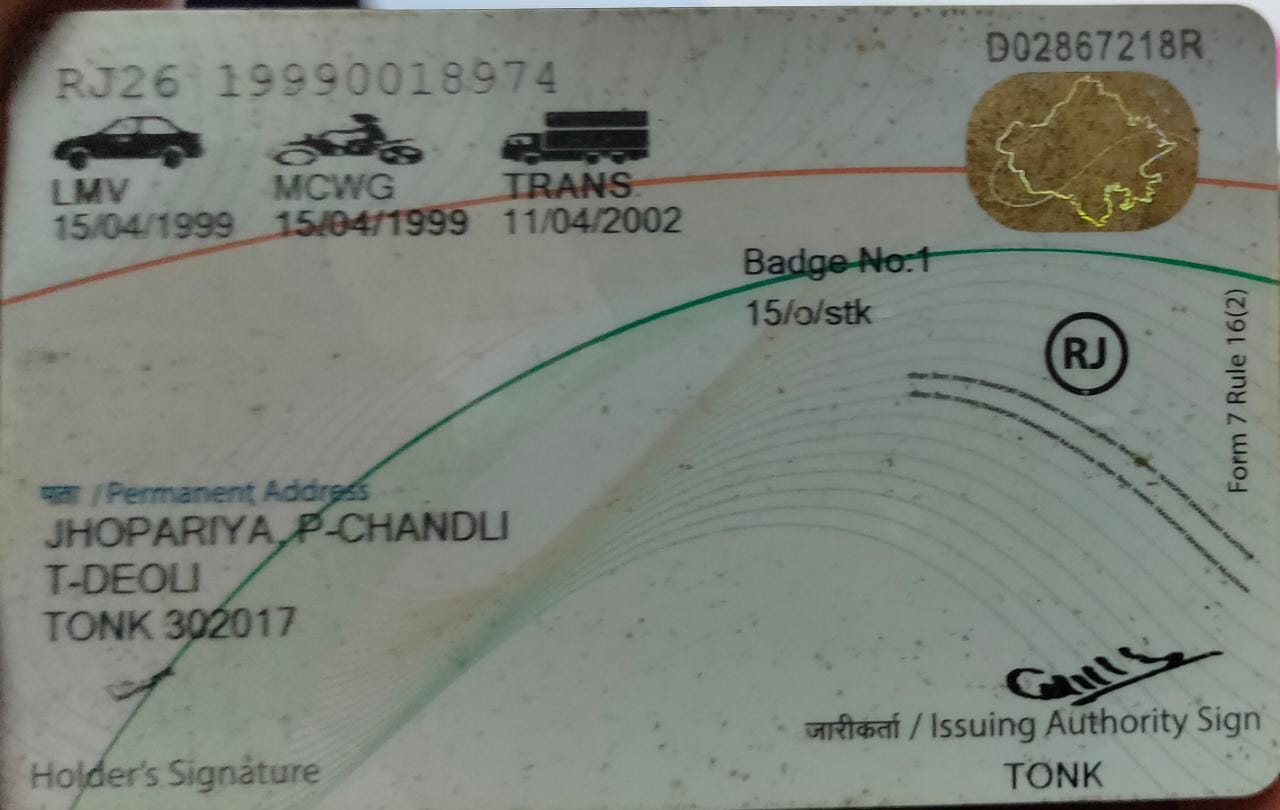 D02867218R
RJ26 19990018974
LMV MCWG TRANS
15/04/1999 15/04/1999 11/04/2002
Badge No:1
15/o/stk
RJ
Form 7 Rule 16(2)
पता / Permanent Address
JHOPARIYA, P-CHANDLI
T-DEOLI
TONK 302017
जारीकर्ता / Issuing Authority Sign
Holder's Signature
TONK